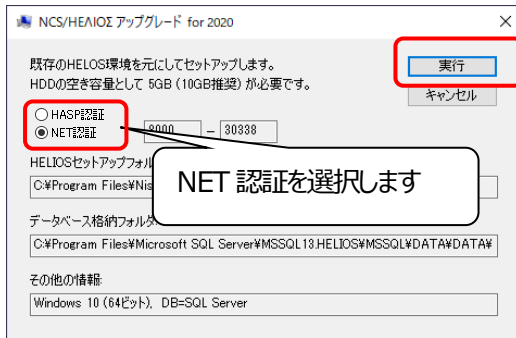 NCS/HEΛIOΣ アップグレード for 2020
既存のHELOS環境を元にしてセットアップします。
HDDの空き容量として 5GB (10GB推奨) が必要です。
実行
キャンセル
HASP認証
NET認証
8000 - 30338
HELIOSセットアップフォル
C:¥Program Files¥Nis
NET 認証を選択します
データベース格納フォルダ:
C:¥Program Files¥Microsoft SQL Server¥MSSQL13.HELIOS¥MSSQL¥DATA¥DATA¥
その他の情報:
Windows 10 (64ビット), DB=SQL Server